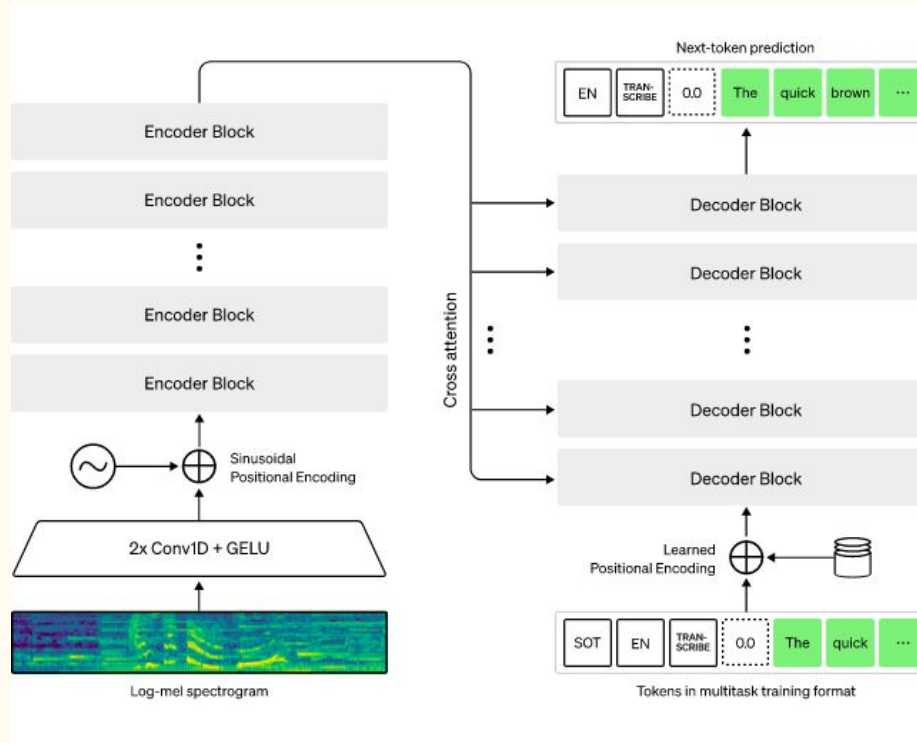 Encoder Block
Encoder Block
Encoder Block
Encoder Block
Sinusoidal
Positional Encoding
2x Conv1D + GELU
Log-mel spectrogram
Cross attention
Next-token prediction
EN TRAN- 0.0 The quick brown ...
SCRIBE
Decoder Block
Decoder Block
Decoder Block
Decoder Block
Learned
Positional Encoding
SOT EN TRAN- 0.0 The quick ...
SCRIBE
Tokens in multitask training format